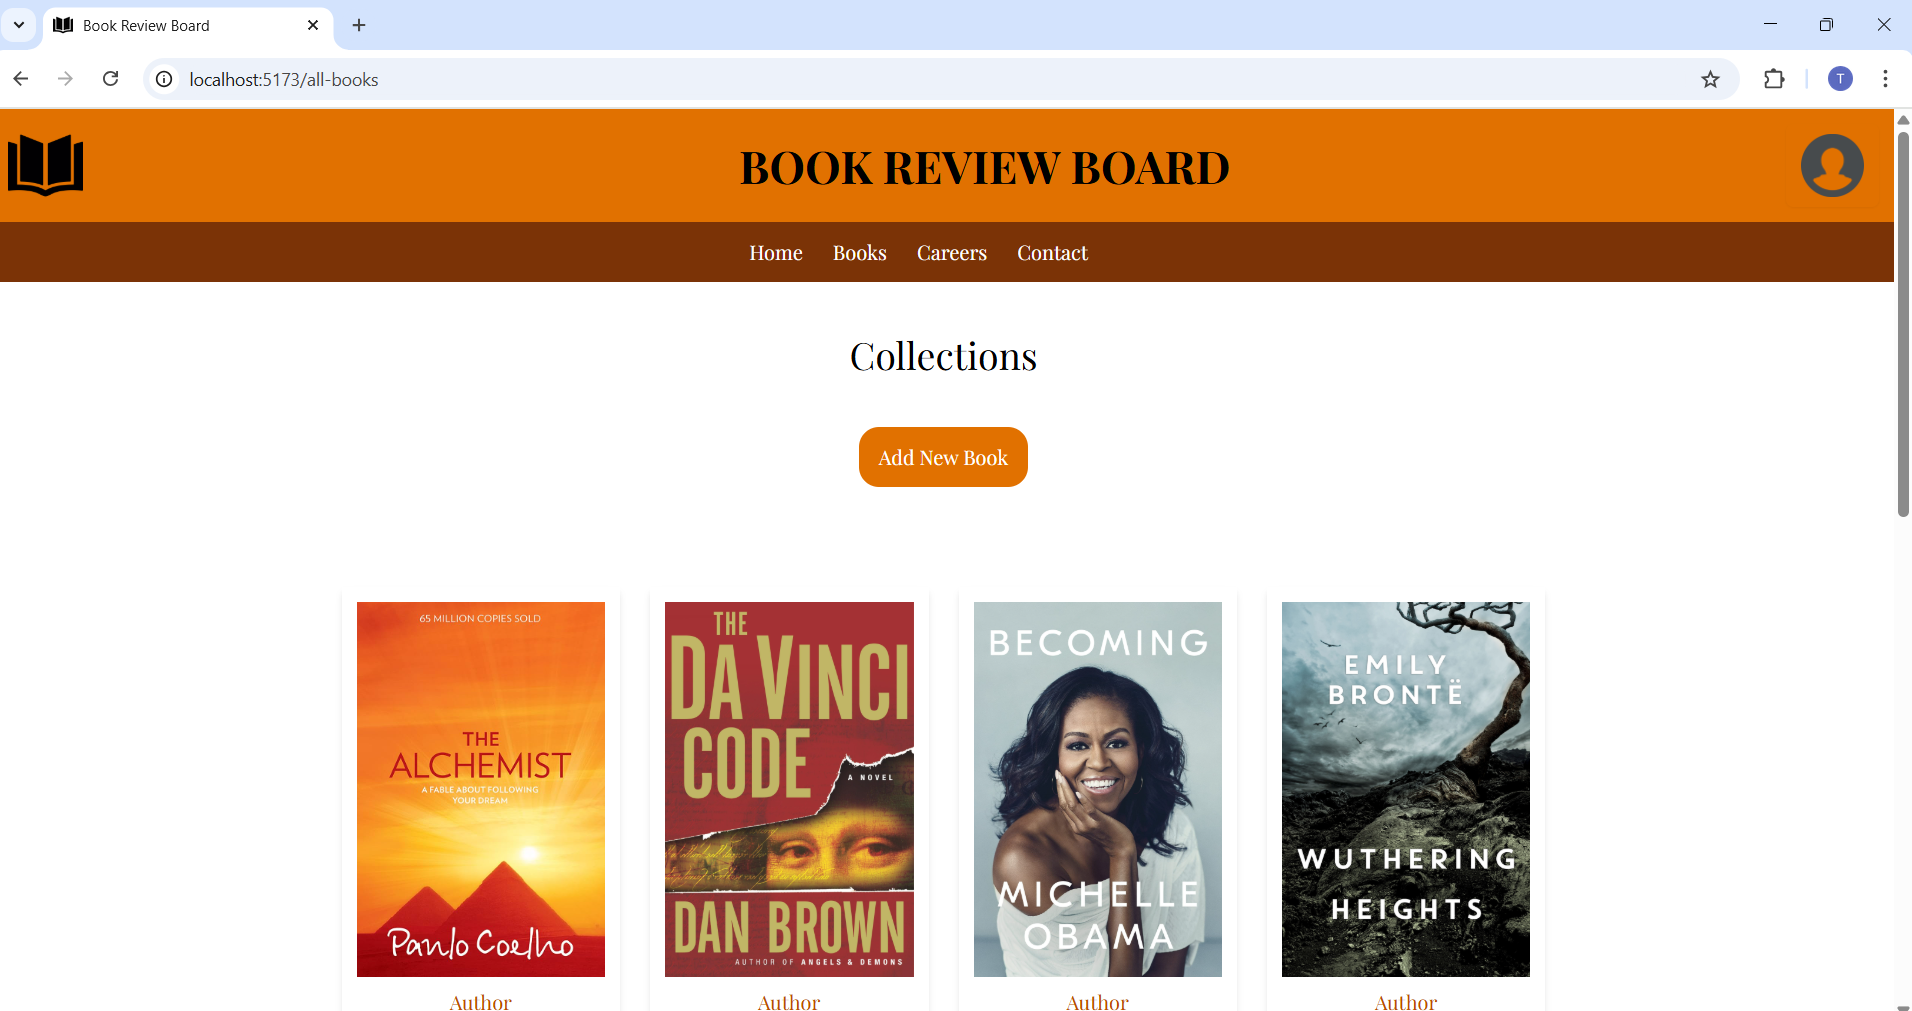 Book Review Board
localhost:5173/all-books
T
BOOK REVIEW BOARD
Home Books Careers Contact
Collections
Add New Book
65 MILLION COPIES SOLD
THE
ALCHEMIST
A FABLE ABOUT FOLLOWING
YOUR DREAM
Paulo Coelho
Author
THE
DA VINCI
CODE
A NOVEL
DAN BROWN
AUTHOR OF ANGELS & DEMONS
Author
BECOMING
MICHELLE
OBAMA
Author
EMILY
BRONTË
WUTHERING
HEIGHTS
Author